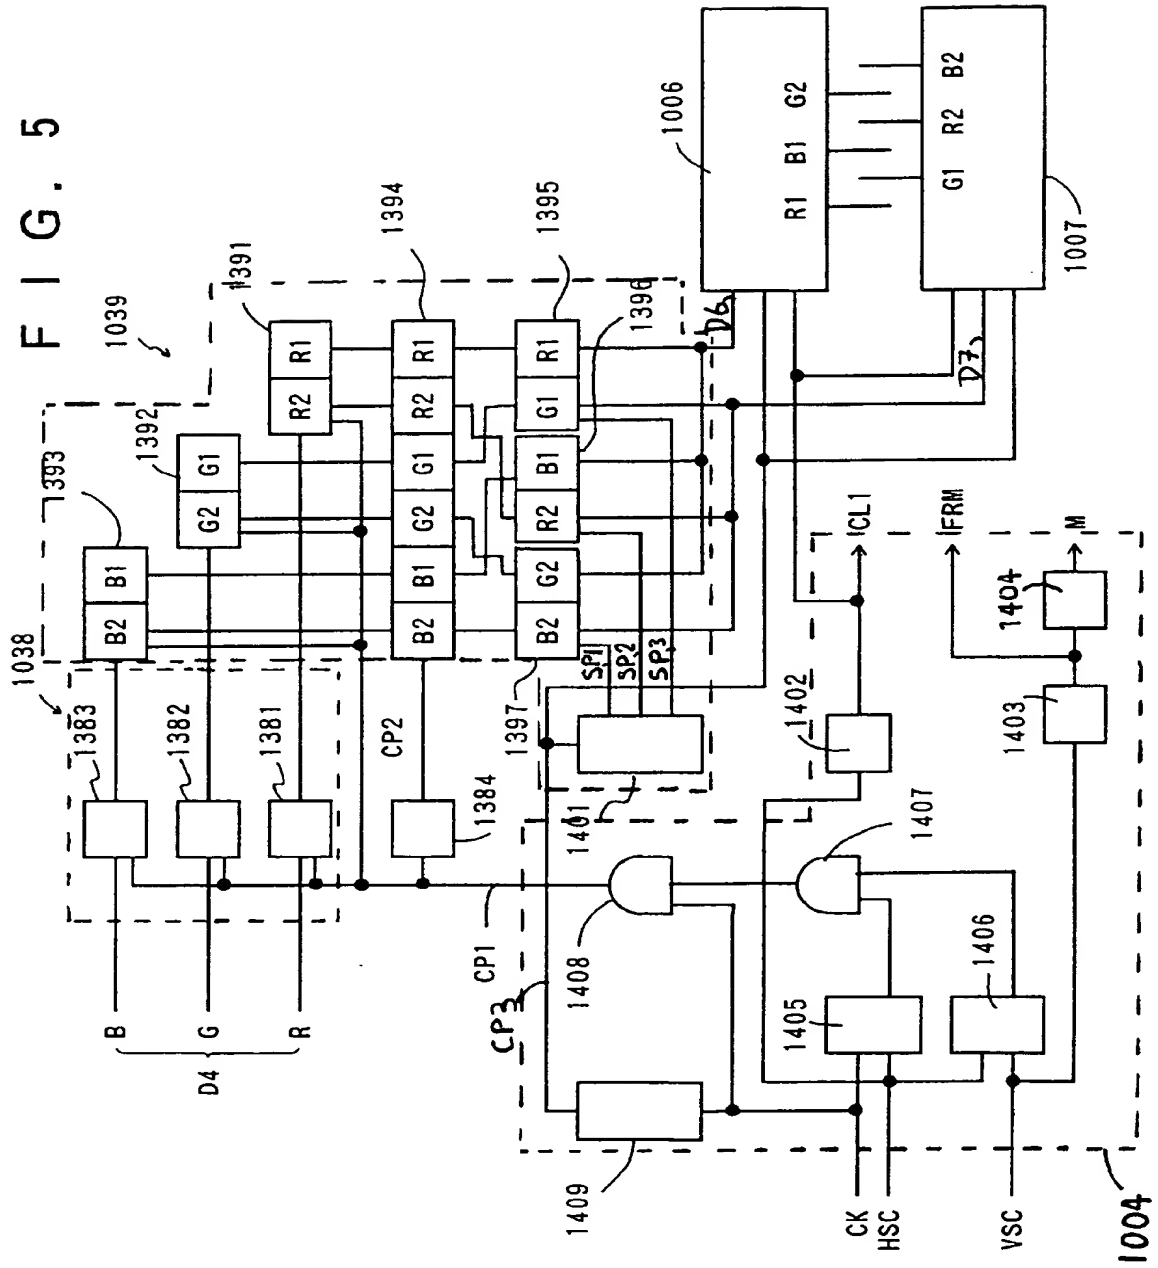 FIG. 5
1039
1038
1383
1382
1381
1393
1392
1391
1394
1395
1396
1397
1384
B
G
R
D4
B2 B1
G2 G1
R2 R1
B2 B1 G2 G1 R2 R1
B2 G2
R2 B1
G1 R1
CP2
CP1
CP3
SP1
SP2
SP3
1401
D6
D7
1006
R1 B1 G2
G1 R2 B2
1007
1408
1407
1402
CL1
FRM
M
1404
1403
1405
1406
1409
CK
HSC
VSC
1004